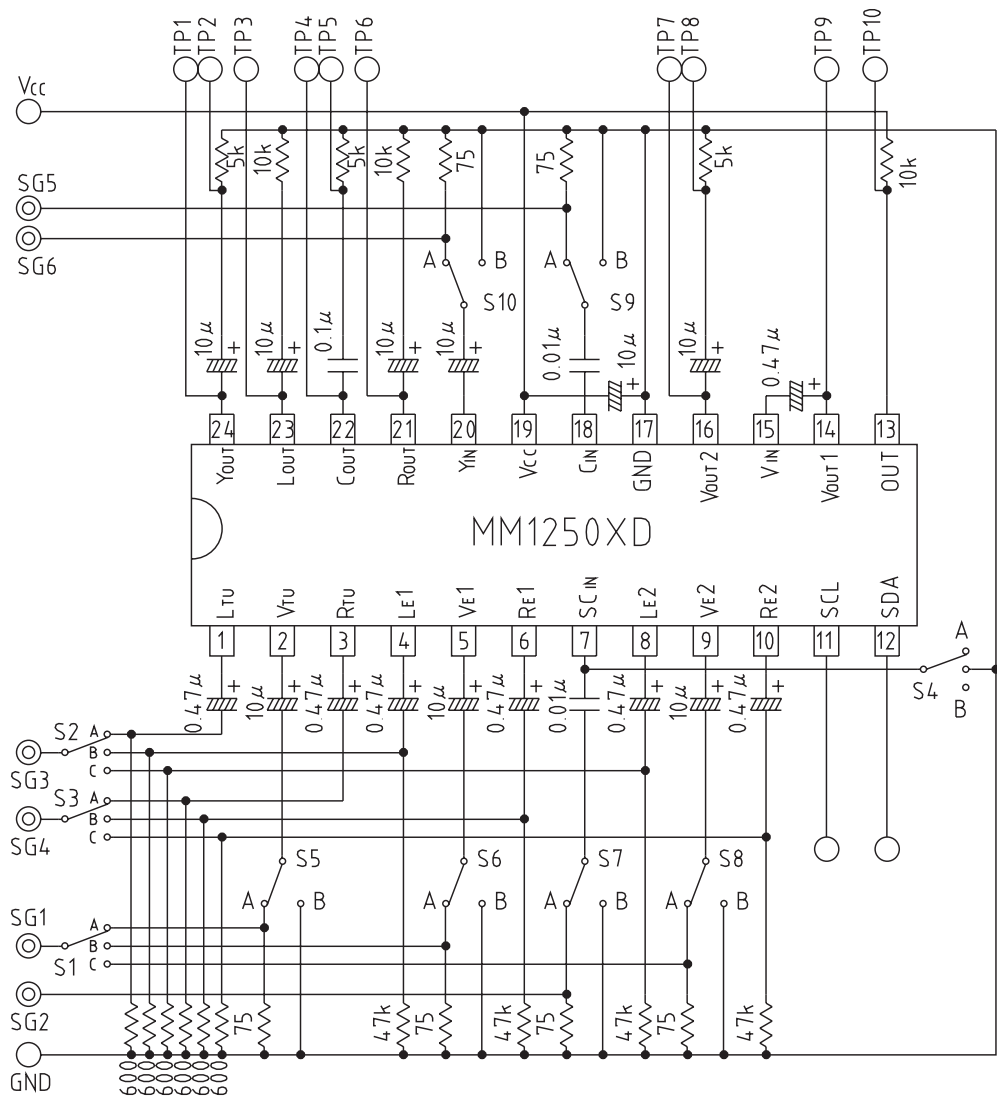 TP1 TP2 TP3 TP4 TP5 TP6 TP7 TP8 TP9 TP10
Vcc
5k 10k 5k 10k 75 75 5k 10k
SG5
SG6
A B A B
S10 S9
10μ 10μ 0.1μ 10μ 10μ 0.01μ 10μ 10μ 0.47μ
+ + + + + + +
24 23 22 21 20 19 18 17 16 15 14 13
YOUT LOUT COUT ROUT YIN VCC CIN GND VOUT2 VIN VOUT1 OUT
MM1250XD
LTU VTU RTU LE1 VE1 RE1 SCIN LE2 VE2 RE2 SCL SDA
1 2 3 4 5 6 7 8 9 10 11 12
A
S4
B
0.47μ 10μ 0.47μ 0.47μ 10μ 0.47μ 0.01μ 0.47μ 10μ 0.47μ
+ + + + + + + + +
S2 A
B
SG3 C
S3 A
B
SG4 C
S5 S6 S7 S8
A B A B A B A B
SG1 A
B
S1 C
SG2
75 47k 75 47k 75 47k 75 47k
GND
600 600 600 600 600 600